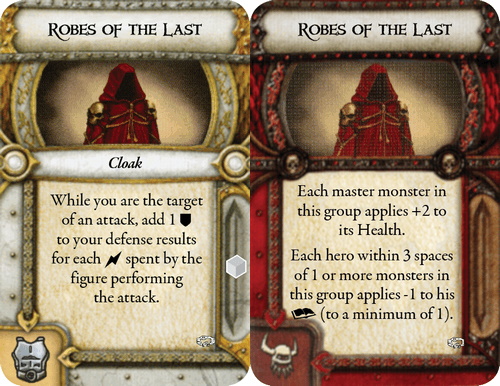 Robes of the Last
Cloak
While you are the target
of an attack, add 1
to your defense results
for each spent by the
figure performing
the attack.
Robes of the Last
Each master monster in
this group applies +2 to
its Health.
Each hero within 3 spaces
of 1 or more monsters in
this group applies -1 to his
(to a minimum of 1).